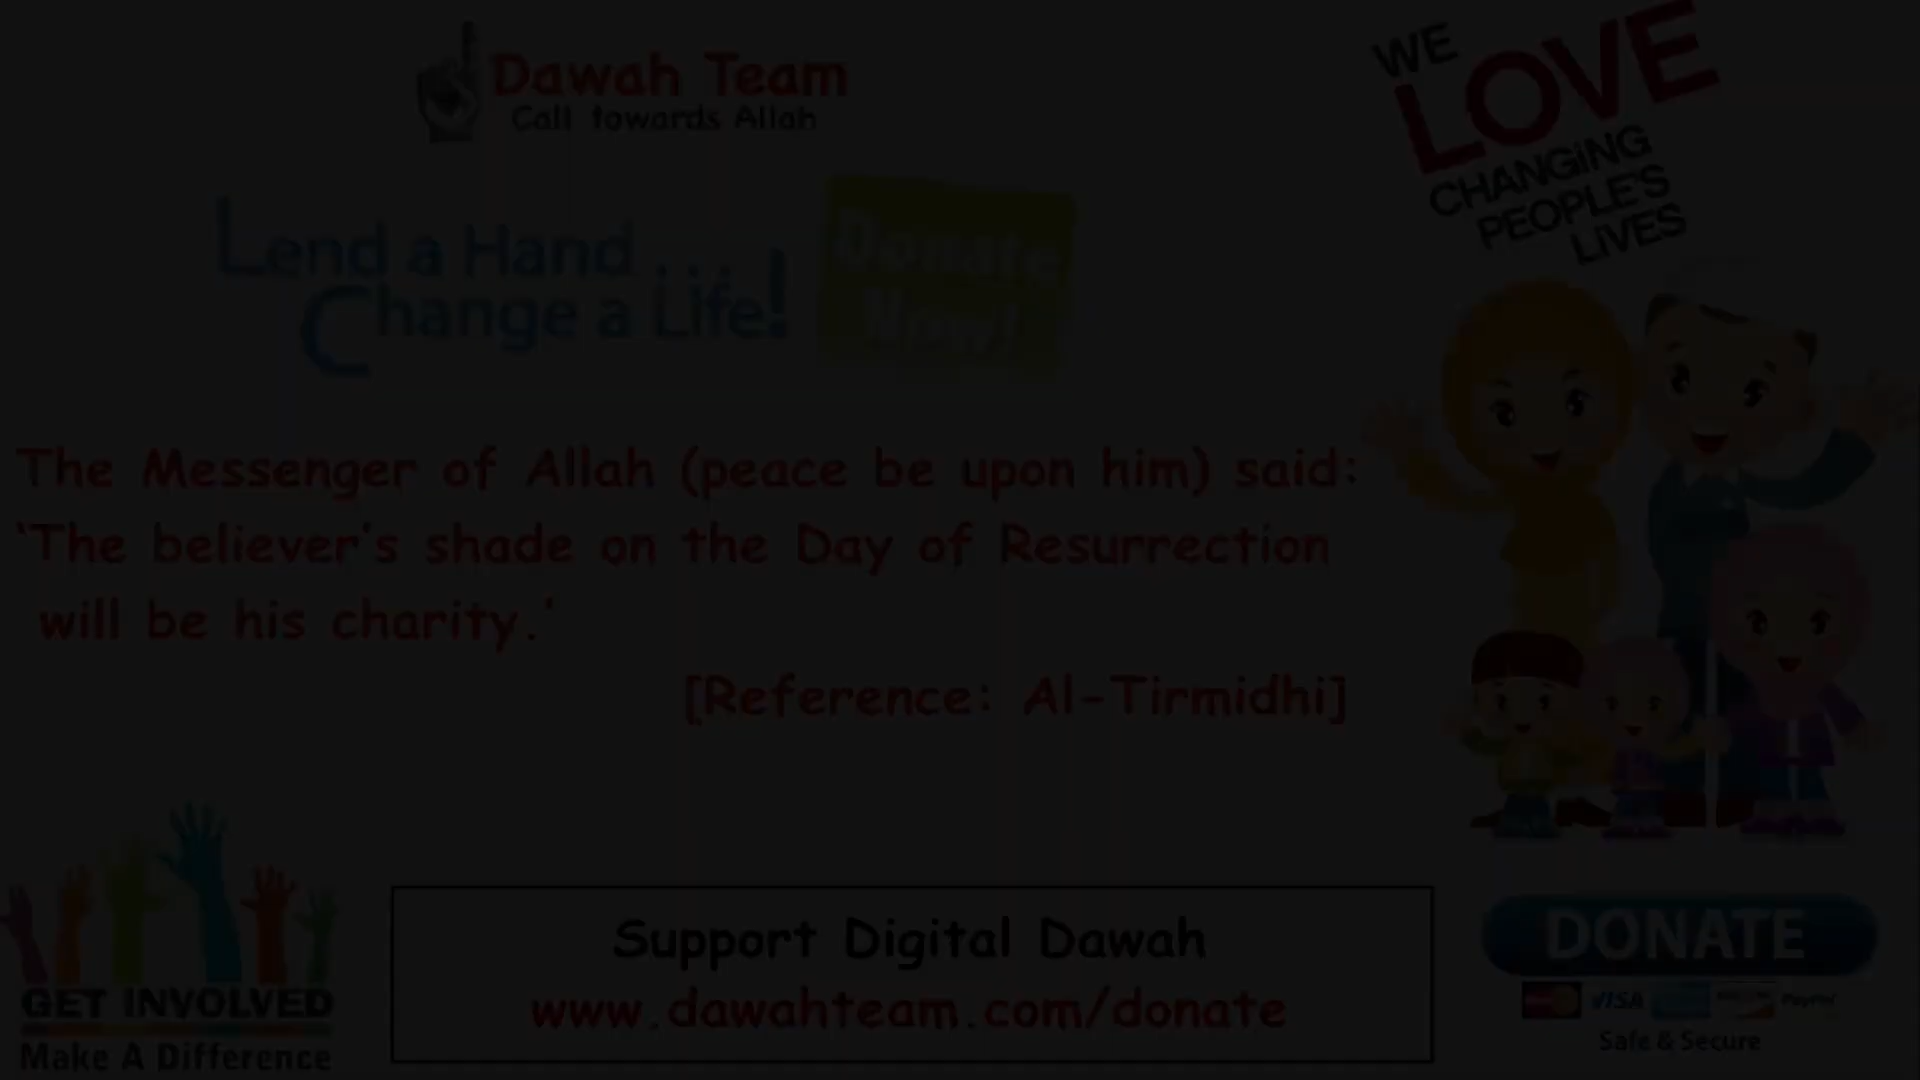 Dawah Team
Call towards Allah
WE
LOVE
CHANGING
PEOPLE'S
LIVES
Lend a Hand
Change a Life!
Donate
Now!
The Messenger of Allah (peace be upon him) said:
'The believer's shade on the Day of Resurrection
will be his charity.'
[Reference: Al-Tirmidhi]
GET INVOLVED
Make A Difference
Support Digital Dawah
www.dawahteam.com/donate
DONATE
VISA
PayPal
Safe & Secure